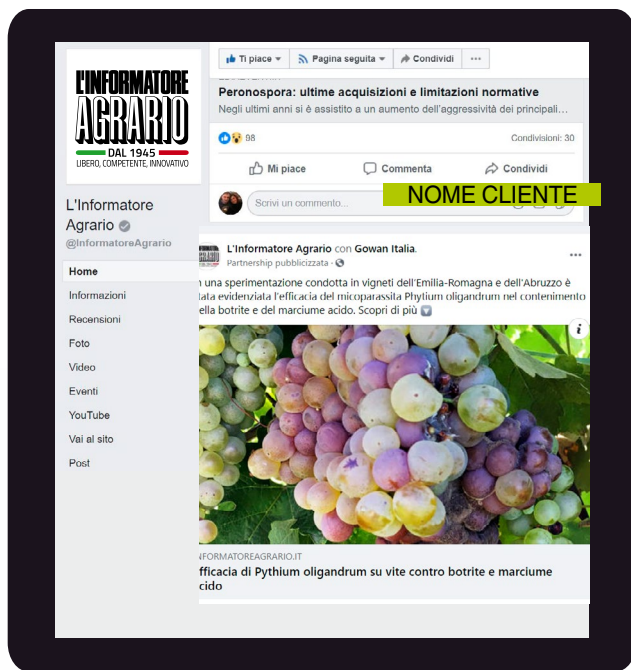 Ti piace
Pagina seguita
Condividi
L'INFORMATORE
AGRARIO
DAL 1945
LIBERO, COMPETENTE, INNOVATIVO
Peronospora: ultime acquisizioni e limitazioni normative
Negli ultimi anni si è assistito a un aumento dell'aggressività dei principali...
98
Condivisioni: 30
Mi piace
Commenta
Condividi
Scrivi un commento...
NOME CLIENTE
L'Informatore
Agrario
@InformatoreAgrario
Home
Informazioni
Recensioni
Foto
Video
Eventi
YouTube
Vai al sito
Post
L'Informatore Agrario con Gowan Italia.
Partnership pubblicizzata ·
n una sperimentazione condotta in vigneti dell'Emilia-Romagna e dell'Abruzzo è
tata evidenziata l'efficacia del micoparassita Phytium oligandrum nel contenimento
ella botrite e del marciume acido. Scopri di più
i
NFORMATOREAGRARIO.IT
fficacia di Pythium oligandrum su vite contro botrite e marciume
cido